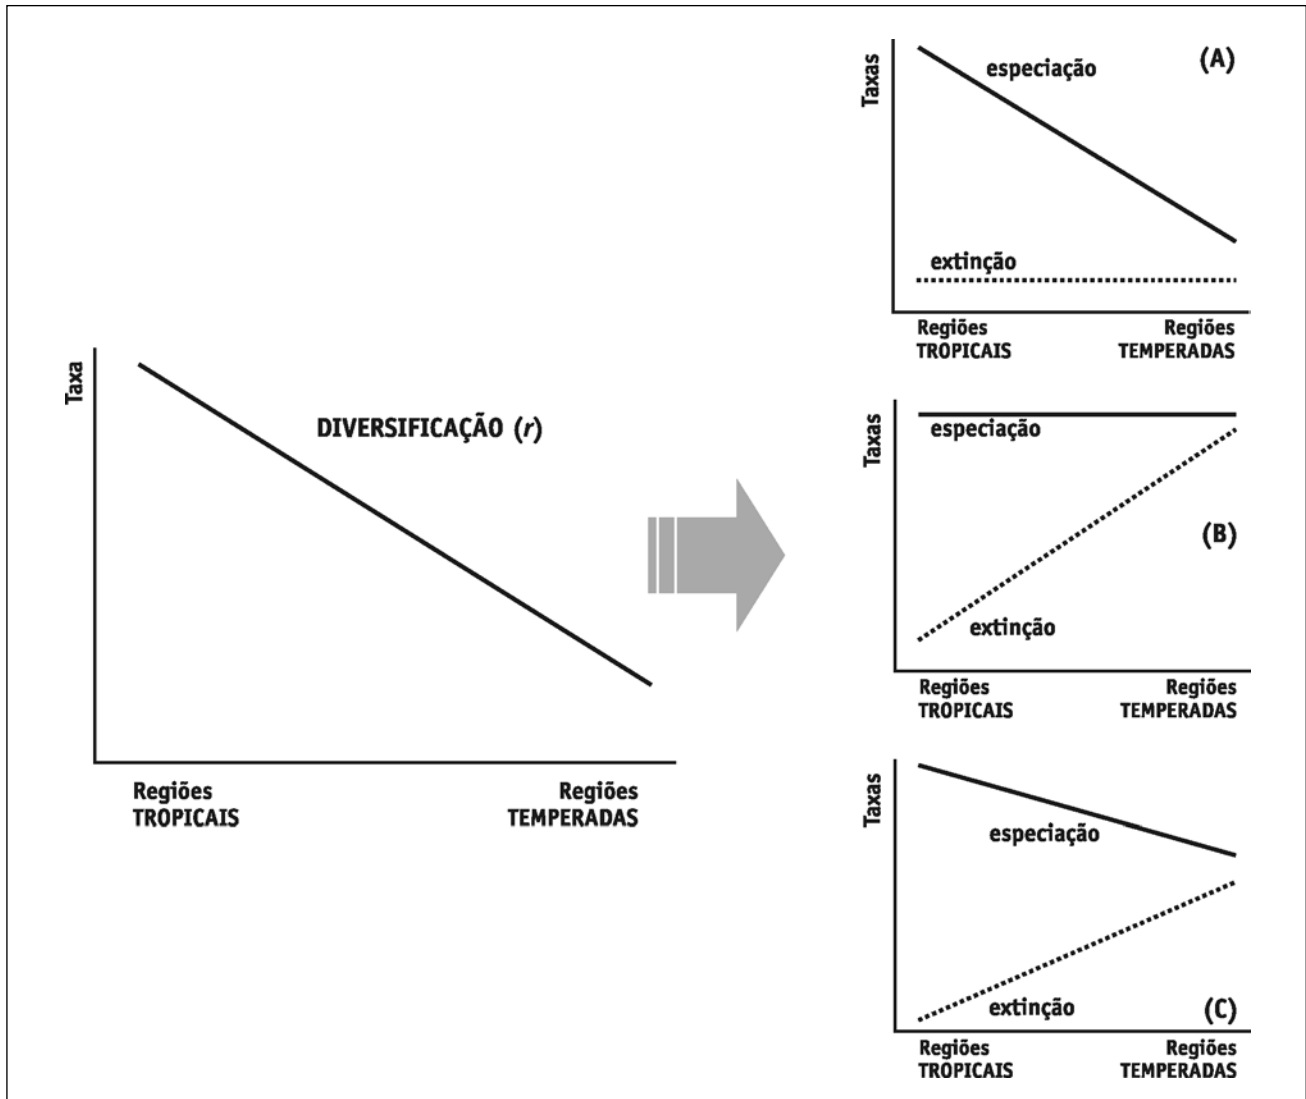 Taxa
DIVERSIFICAÇÃO (r)
Regiões
TROPICAIS
Regiões
TEMPERADAS
(A)
Taxas
especiação
extinção
Regiões
TROPICAIS
Regiões
TEMPERADAS
Taxas
especiação
(B)
extinção
Regiões
TROPICAIS
Regiões
TEMPERADAS
Taxas
especiação
extinção
(C)
Regiões
TROPICAIS
Regiões
TEMPERADAS